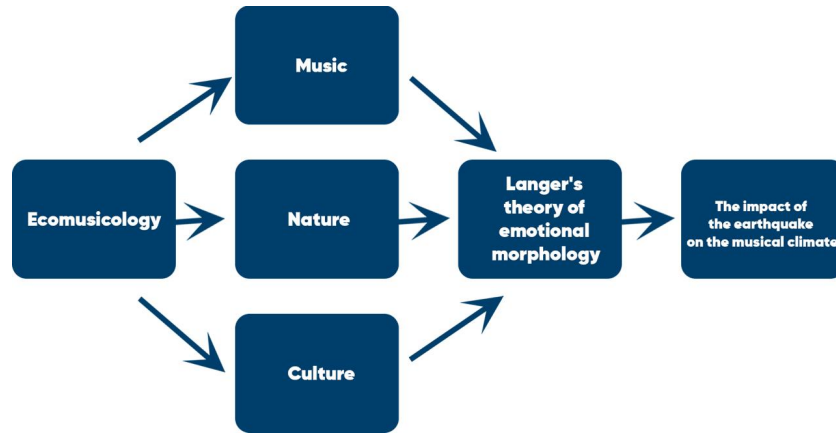 Music
Ecomusicology
Nature
Langer's
theory of
emotional
morphology
The impact of
the earthquake
on the musical climate
Culture